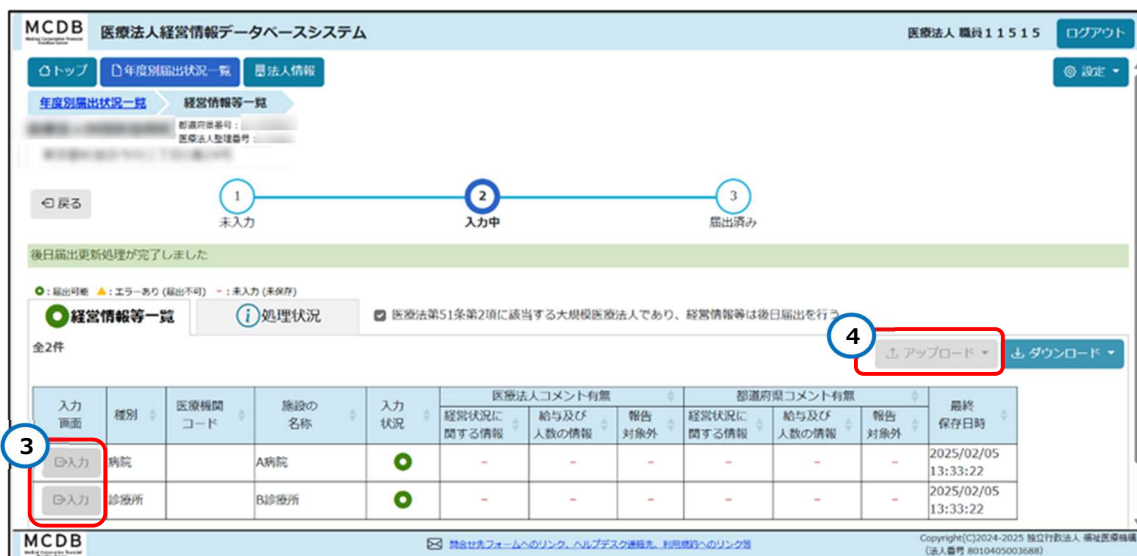 MCDB 医療法人経営情報データベースシステム 医療法人 職員11515 ログアウト
トップ 年度別届出状況一覧 法人情報 設定
年度別届出状況一覧 経営情報等一覧
都道府県番号:
医療法人整理番号:
戻る
1 2 3
未入力 入力中 届出済み
後日届出更新処理が完了しました
:届出可能 :エラーあり (届出不可) -:未入力 (未保存)
経営情報等一覧 i 処理状況 医療法第51条第2項に該当する大規模医療法人であり、経営情報等は後日届出を行う
4
全2件 アップロード ダウンロード
入力画面 種別 医療機関コード 施設の名称 入力状況 医療法人コメント有無 都道府県コメント有無 最終保存日時
経営状況に関する情報 給与及び人数の情報 報告対象外 経営状況に関する情報 給与及び人数の情報 報告対象外
3
入力 病院 A病院 - - - - - - 2025/02/05 13:33:22
入力 診療所 B診療所 - - - - - - 2025/02/05 13:33:22
MCDB 問合せ先フォームへのリンク、ヘルプデスク連絡先、利用規約へのリンク等 Copyright(C)2024-2025 独立行政法人 福祉医療機構
(法人番号 8010405003688)